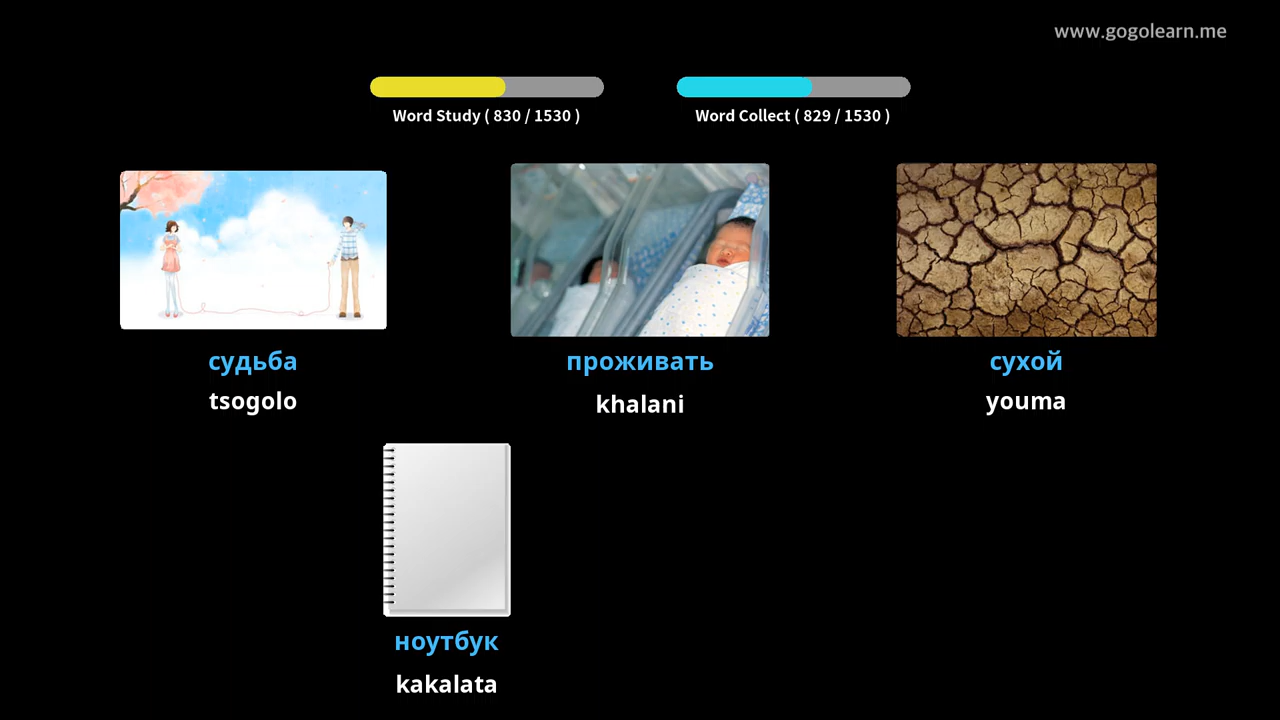 www.gogolearn.me
Word Study ( 830 / 1530 )
Word Collect ( 829 / 1530 )
судьба
tsogolo
проживать
khalani
сухой
youma
ноутбук
kakalata